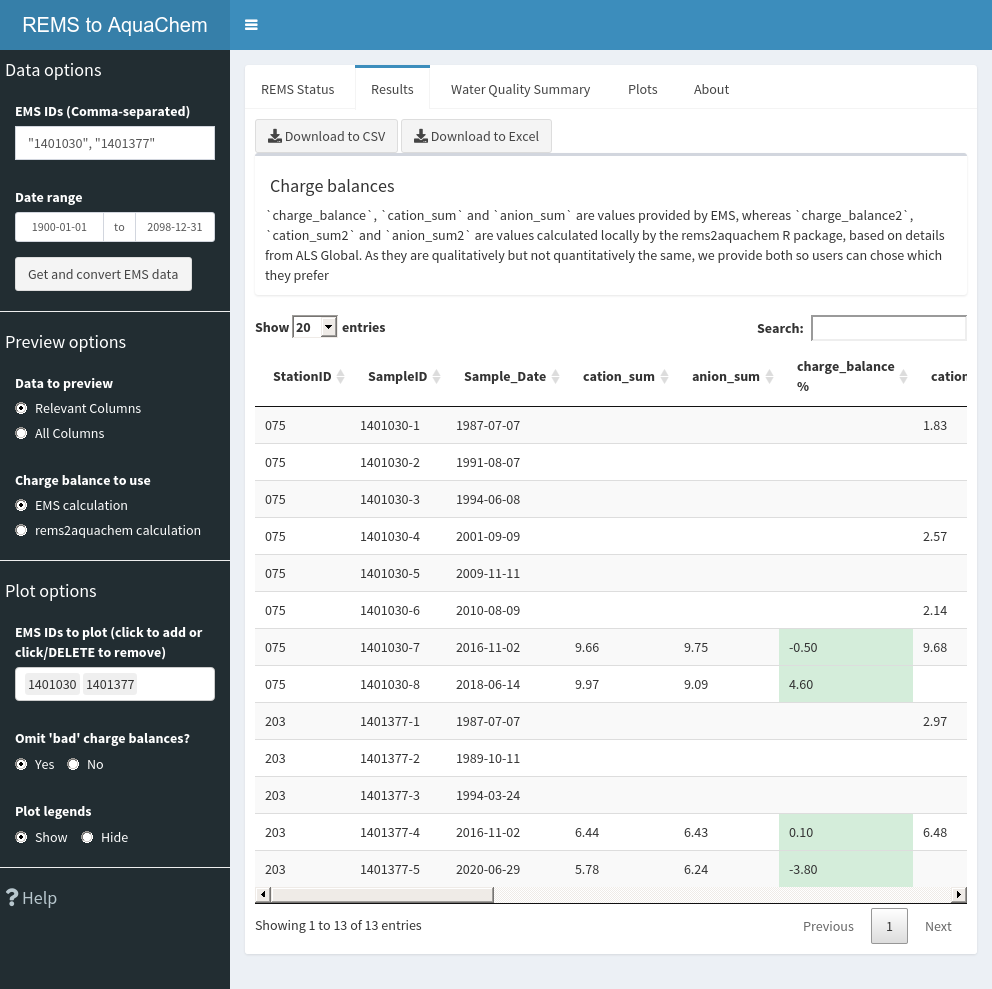 REMS to AquaChem
Data options
EMS IDs (Comma-separated)
"1401030", "1401377"
Date range
1900-01-01 to 2098-12-31
Get and convert EMS data
Preview options
Data to preview
Relevant Columns
All Columns
Charge balance to use
EMS calculation
rems2aquachem calculation
Plot options
EMS IDs to plot (click to add or
click/DELETE to remove)
1401030 1401377
Omit 'bad' charge balances?
Yes No
Plot legends
Show Hide
? Help
REMS Status Results Water Quality Summary Plots About
Download to CSV Download to Excel
Charge balances
`charge_balance`, `cation_sum` and `anion_sum` are values provided by EMS, whereas `charge_balance2`,
`cation_sum2` and `anion_sum2` are values calculated locally by the rems2aquachem R package, based on details
from ALS Global. As they are qualitatively but not quantitatively the same, we provide both so users can chose which
they prefer
Show 20 entries Search:
StationID SampleID Sample_Date cation_sum anion_sum charge_balance % cation
075 1401030-1 1987-07-07 1.83
075 1401030-2 1991-08-07
075 1401030-3 1994-06-08
075 1401030-4 2001-09-09 2.57
075 1401030-5 2009-11-11
075 1401030-6 2010-08-09 2.14
075 1401030-7 2016-11-02 9.66 9.75 -0.50 9.68
075 1401030-8 2018-06-14 9.97 9.09 4.60
203 1401377-1 1987-07-07 2.97
203 1401377-2 1989-10-11
203 1401377-3 1994-03-24
203 1401377-4 2016-11-02 6.44 6.43 0.10 6.48
203 1401377-5 2020-06-29 5.78 6.24 -3.80
Showing 1 to 13 of 13 entries Previous 1 Next